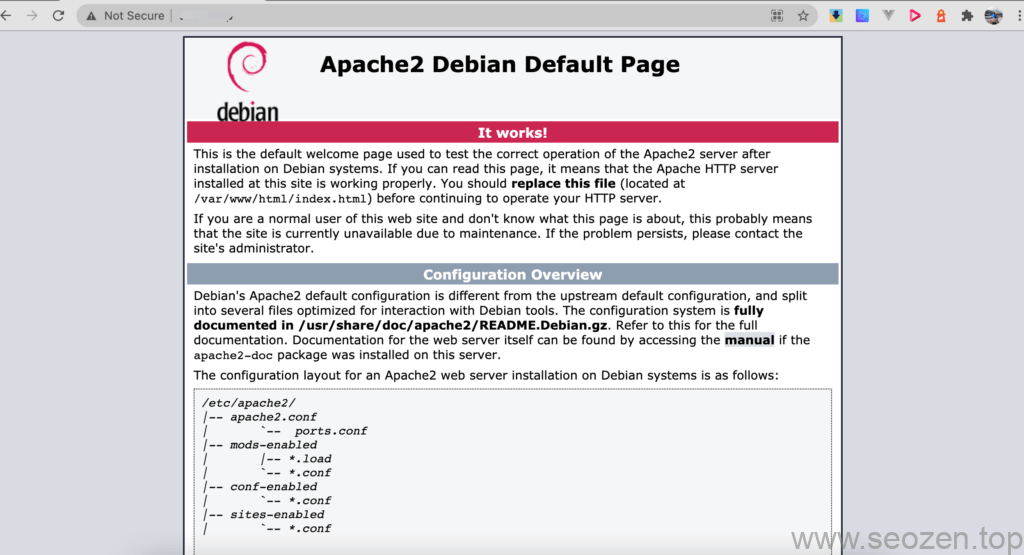 Not Secure
debian
Apache2 Debian Default Page
It works!
This is the default welcome page used to test the correct operation of the Apache2 server after
installation on Debian systems. If you can read this page, it means that the Apache HTTP server
installed at this site is working properly. You should replace this file (located at
/var/www/html/index.html) before continuing to operate your HTTP server.
If you are a normal user of this web site and don't know what this page is about, this probably means
that the site is currently unavailable due to maintenance. If the problem persists, please contact the
site's administrator.
Configuration Overview
Debian's Apache2 default configuration is different from the upstream default configuration, and split
into several files optimized for interaction with Debian tools. The configuration system is fully
documented in /usr/share/doc/apache2/README.Debian.gz. Refer to this for the full
documentation. Documentation for the web server itself can be found by accessing the manual if the
apache2-doc package was installed on this server.
The configuration layout for an Apache2 web server installation on Debian systems is as follows:
/etc/apache2/
|-- apache2.conf
|       `--  ports.conf
|-- mods-enabled
|       |-- *.load
|       `-- *.conf
|-- conf-enabled
|       `-- *.conf
|-- sites-enabled
|       `-- *.conf
www.seozen.top